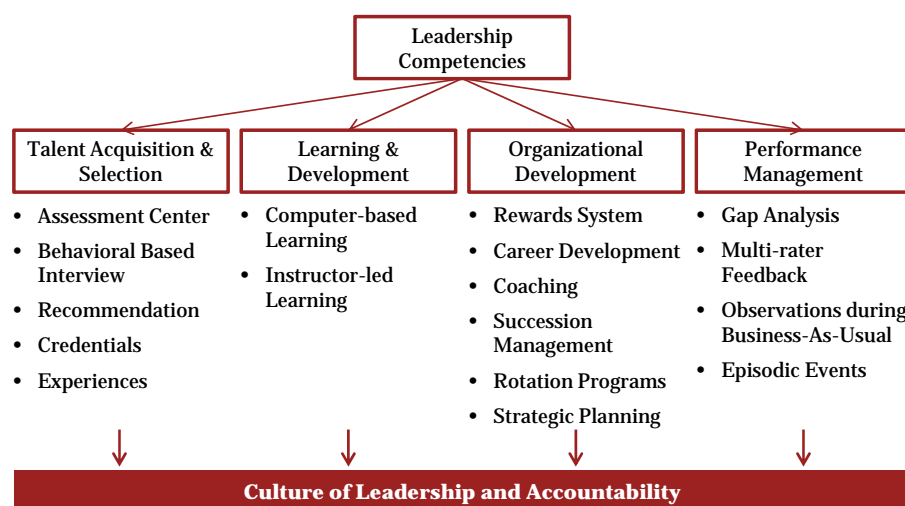 Leadership
Competencies
Talent Acquisition &
Selection
• Assessment Center
• Behavioral Based
Interview
• Recommendation
• Credentials
• Experiences
Learning &
Development
• Computer-based
Learning
• Instructor-led
Learning
Organizational
Development
• Rewards System
• Career Development
• Coaching
• Succession
Management
• Rotation Programs
• Strategic Planning
Performance
Management
• Gap Analysis
• Multi-rater
Feedback
• Observations during
Business-As-Usual
• Episodic Events
Culture of Leadership and Accountability